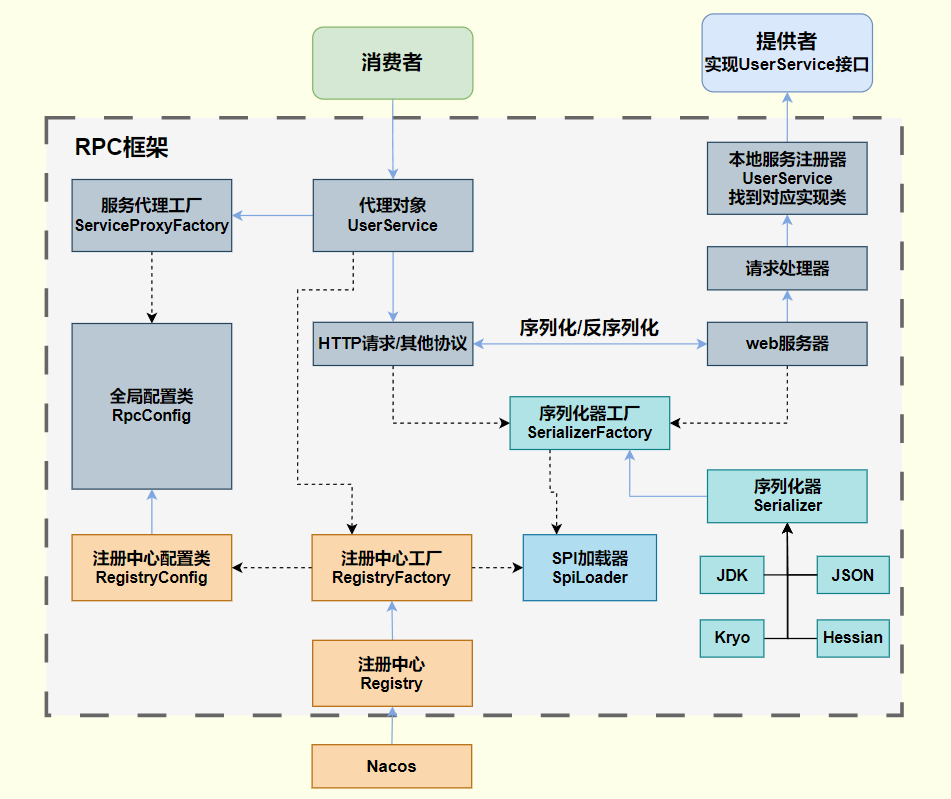 消费者
提供者
实现UserService接口
RPC框架
服务代理工厂
ServiceProxyFactory
代理对象
UserService
本地服务注册器
UserService
找到对应实现类
请求处理器
HTTP请求/其他协议
序列化/反序列化
web服务器
全局配置类
RpcConfig
序列化器工厂
SerializerFactory
序列化器
Serializer
注册中心配置类
RegistryConfig
注册中心工厂
RegistryFactory
SPI加载器
SpiLoader
JDK
JSON
Kryo
Hessian
注册中心
Registry
Nacos